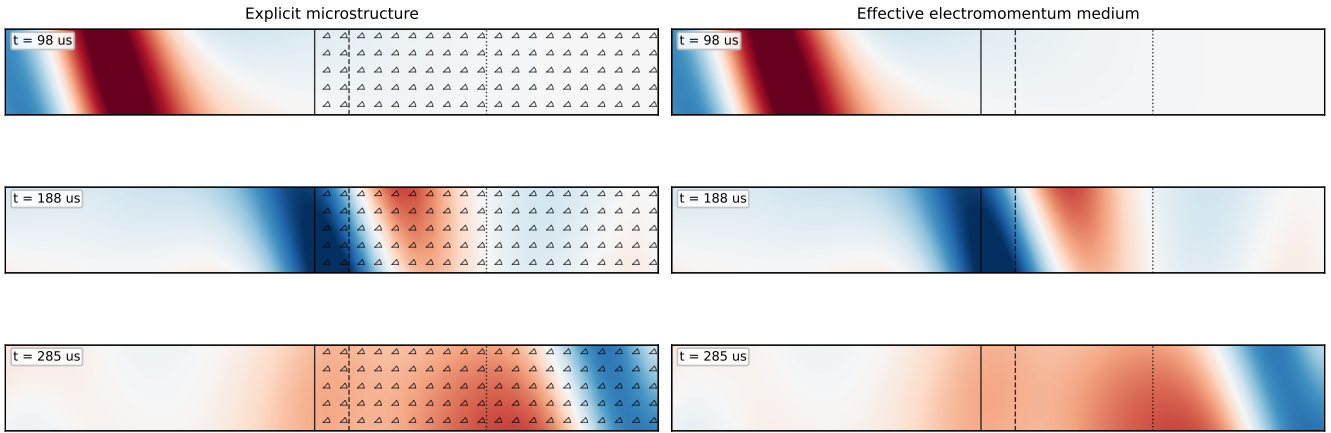 Explicit microstructure
Effective electromomentum medium
t = 98 us
t = 98 us
t = 188 us
t = 188 us
t = 285 us
t = 285 us